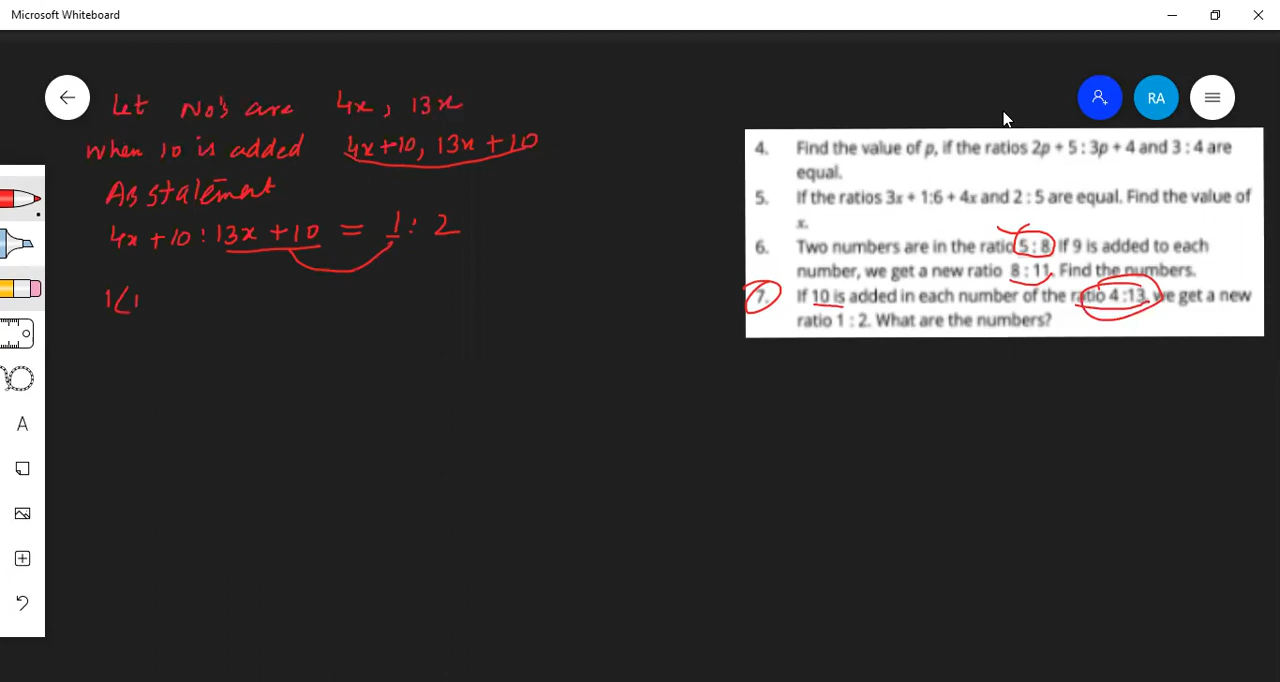 Microsoft Whiteboard
Let No's are 4x, 13x
When 10 is added 4x+10, 13x+10
As statement
4x+10 : 13x+10 = 1 : 2
1(1
RA
4. Find the value of p, if the ratios 2p + 5 : 3p + 4 and 3 : 4 are
equal.
5. If the ratios 3x + 1:6 + 4x and 2 : 5 are equal. Find the value of
x.
6. Two numbers are in the ratio 5 : 8. If 9 is added to each
number, we get a new ratio 8 : 11. Find the numbers.
7. If 10 is added in each number of the ratio 4 :13, we get a new
ratio 1 : 2. What are the numbers?
A